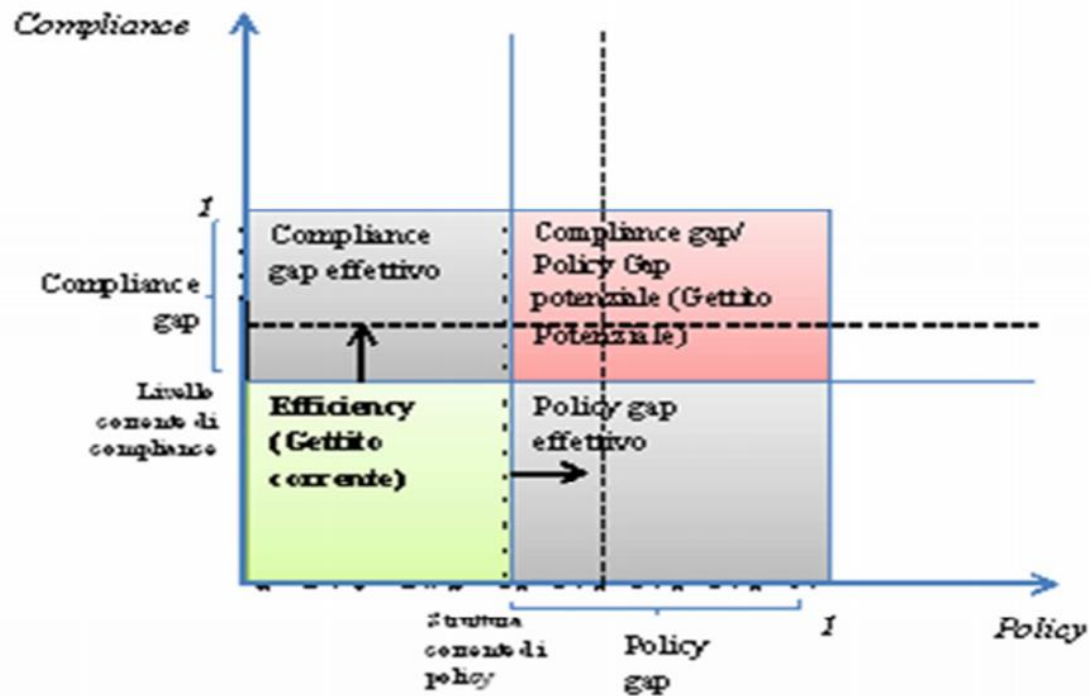 Compliance
1
Compliance
gap effettivo
Compliance gap/
Policy Gap
potenziale (Gettito
Potenziale)
Compliance
gap
Livello
corrente di
compliance
Efficiency
(Gettito
corrente)
Policy gap
effettivo
Struttura
corrente di
policy
Policy
gap
1
Policy